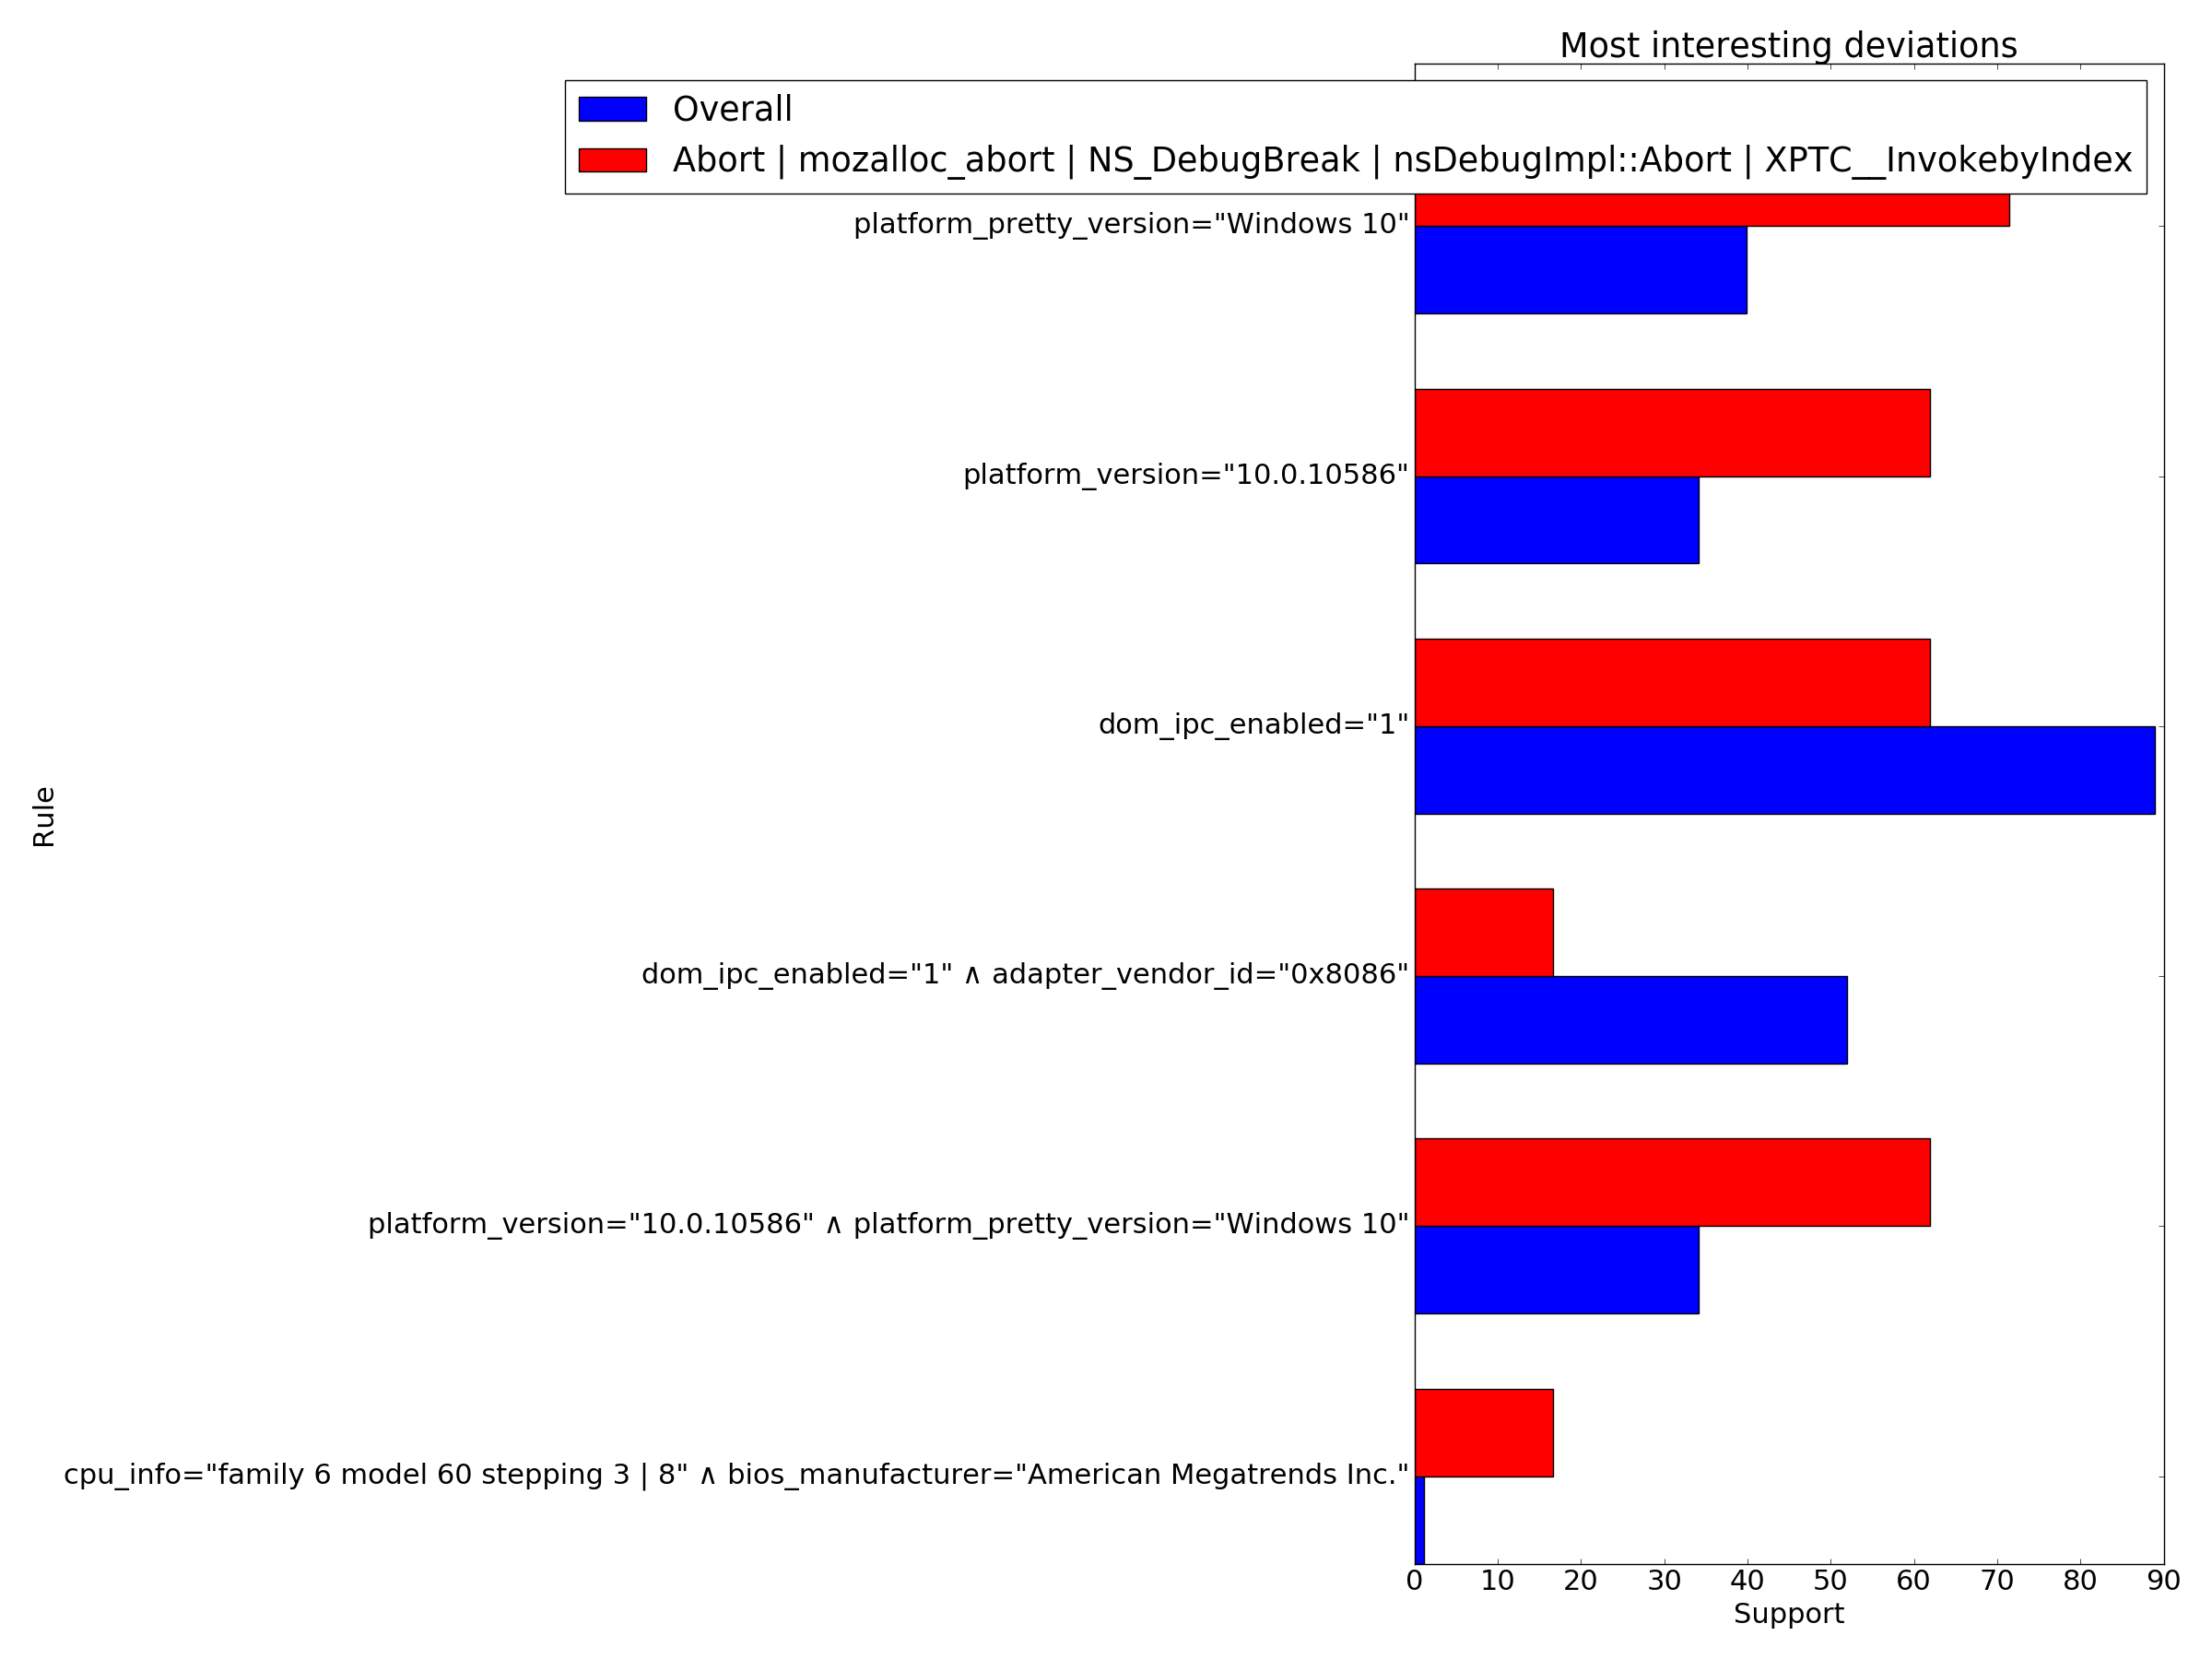 Most interesting deviations
Overall
Abort | mozalloc_abort | NS_DebugBreak | nsDebugImpl::Abort | XPTC__InvokebyIndex
platform_pretty_version="Windows 10"
platform_version="10.0.10586"
dom_ipc_enabled="1"
Rule
dom_ipc_enabled="1" ∧ adapter_vendor_id="0x8086"
platform_version="10.0.10586" ∧ platform_pretty_version="Windows 10"
cpu_info="family 6 model 60 stepping 3 | 8" ∧ bios_manufacturer="American Megatrends Inc."
0 10 20 30 40 50 60 70 80 90
Support